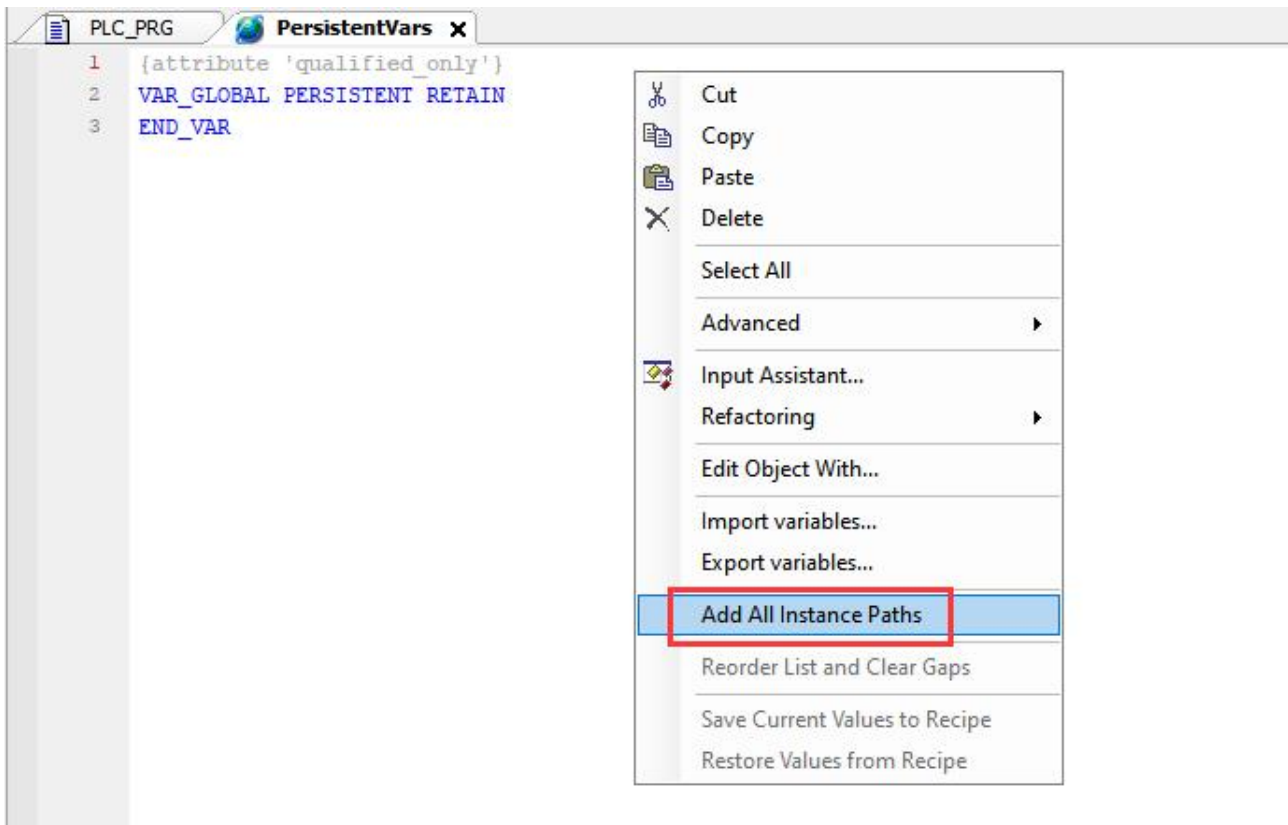 PLC_PRG PersistentVars x
1 {attribute 'qualified_only'}
2 VAR_GLOBAL PERSISTENT RETAIN
3 END_VAR
Cut
Copy
Paste
Delete
Select All
Advanced
Input Assistant...
Refactoring
Edit Object With...
Import variables...
Export variables...
Add All Instance Paths
Reorder List and Clear Gaps
Save Current Values to Recipe
Restore Values from Recipe